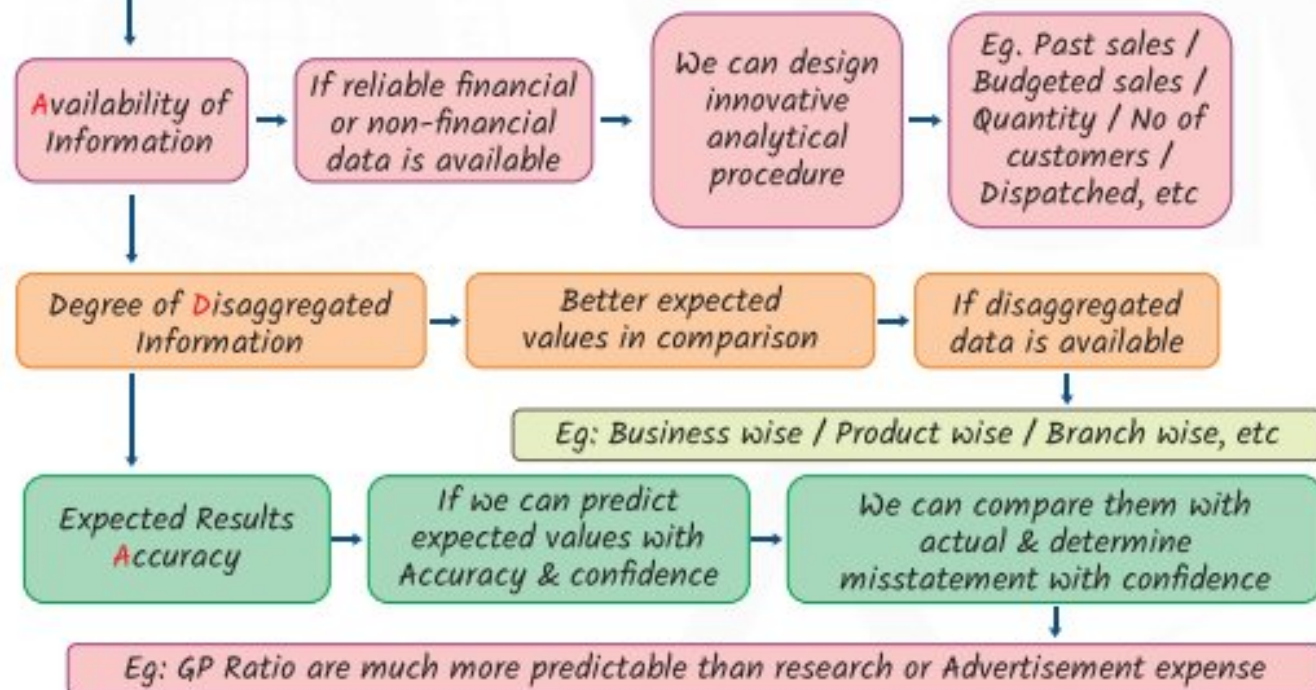 Availability of
Information
If reliable financial
or non-financial
data is available
We can design
innovative
analytical
procedure
Eg. Past sales /
Budgeted sales /
Quantity / No of
customers /
Dispatched, etc
Degree of Disaggregated
Information
Better expected
values in comparison
If disaggregated
data is available
Eg: Business wise / Product wise / Branch wise, etc
Expected Results
Accuracy
If we can predict
expected values with
Accuracy & confidence
We can compare them with
actual & determine
misstatement with confidence
Eg: GP Ratio are much more predictable than research or Advertisement expense